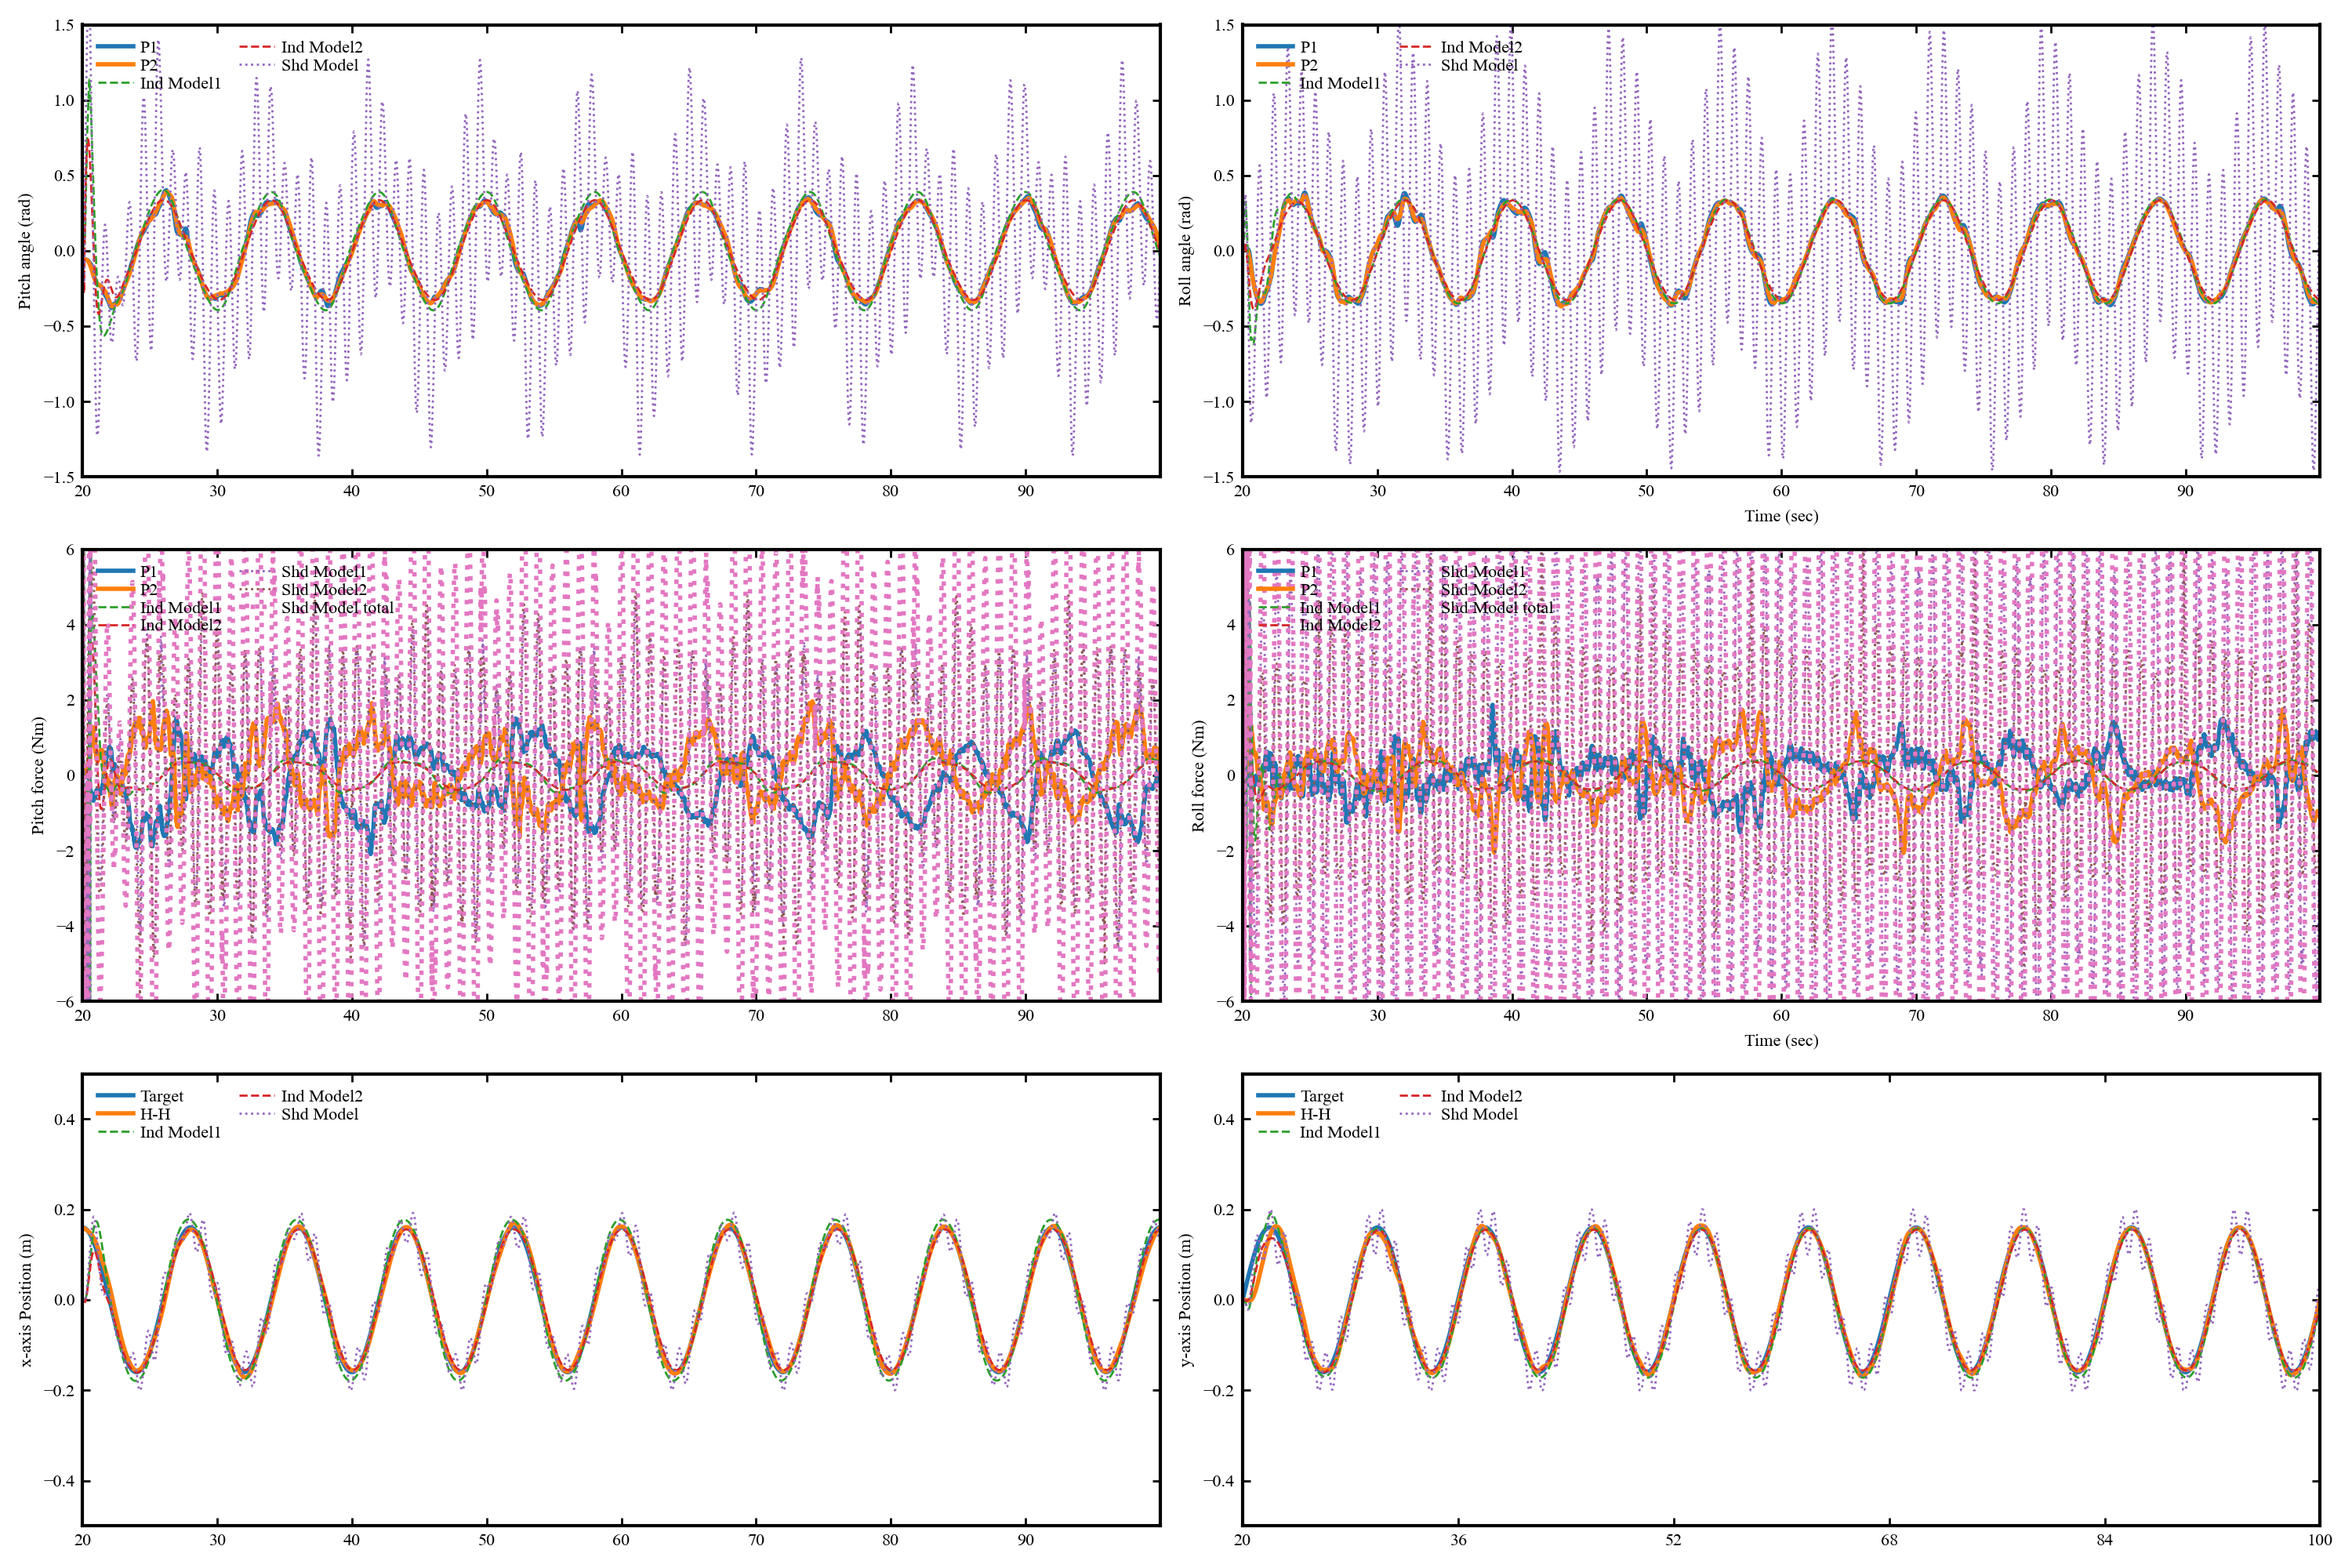 1.5
1.0
0.5
0.0
−0.5
−1.0
−1.5
Pitch angle (rad)
P1
P2
Ind Model1
Ind Model2
Shd Model
20 30 40 50 60 70 80 90
1.5
1.0
0.5
0.0
−0.5
−1.0
−1.5
Roll angle (rad)
P1
P2
Ind Model1
Ind Model2
Shd Model
20 30 40 50 60 70 80 90
Time (sec)
6
4
2
0
−2
−4
−6
Pitch force (Nm)
P1
P2
Ind Model1
Ind Model2
Shd Model1
Shd Model2
Shd Model total
20 30 40 50 60 70 80 90
6
4
2
0
−2
−4
−6
Roll force (Nm)
P1
P2
Ind Model1
Ind Model2
Shd Model1
Shd Model2
Shd Model total
20 30 40 50 60 70 80 90
Time (sec)
0.4
0.2
0.0
−0.2
−0.4
x-axis Position (m)
Target
H-H
Ind Model1
Ind Model2
Shd Model
20 30 40 50 60 70 80 90
0.4
0.2
0.0
−0.2
−0.4
y-axis Position (m)
Target
H-H
Ind Model1
Ind Model2
Shd Model
20 36 52 68 84 100